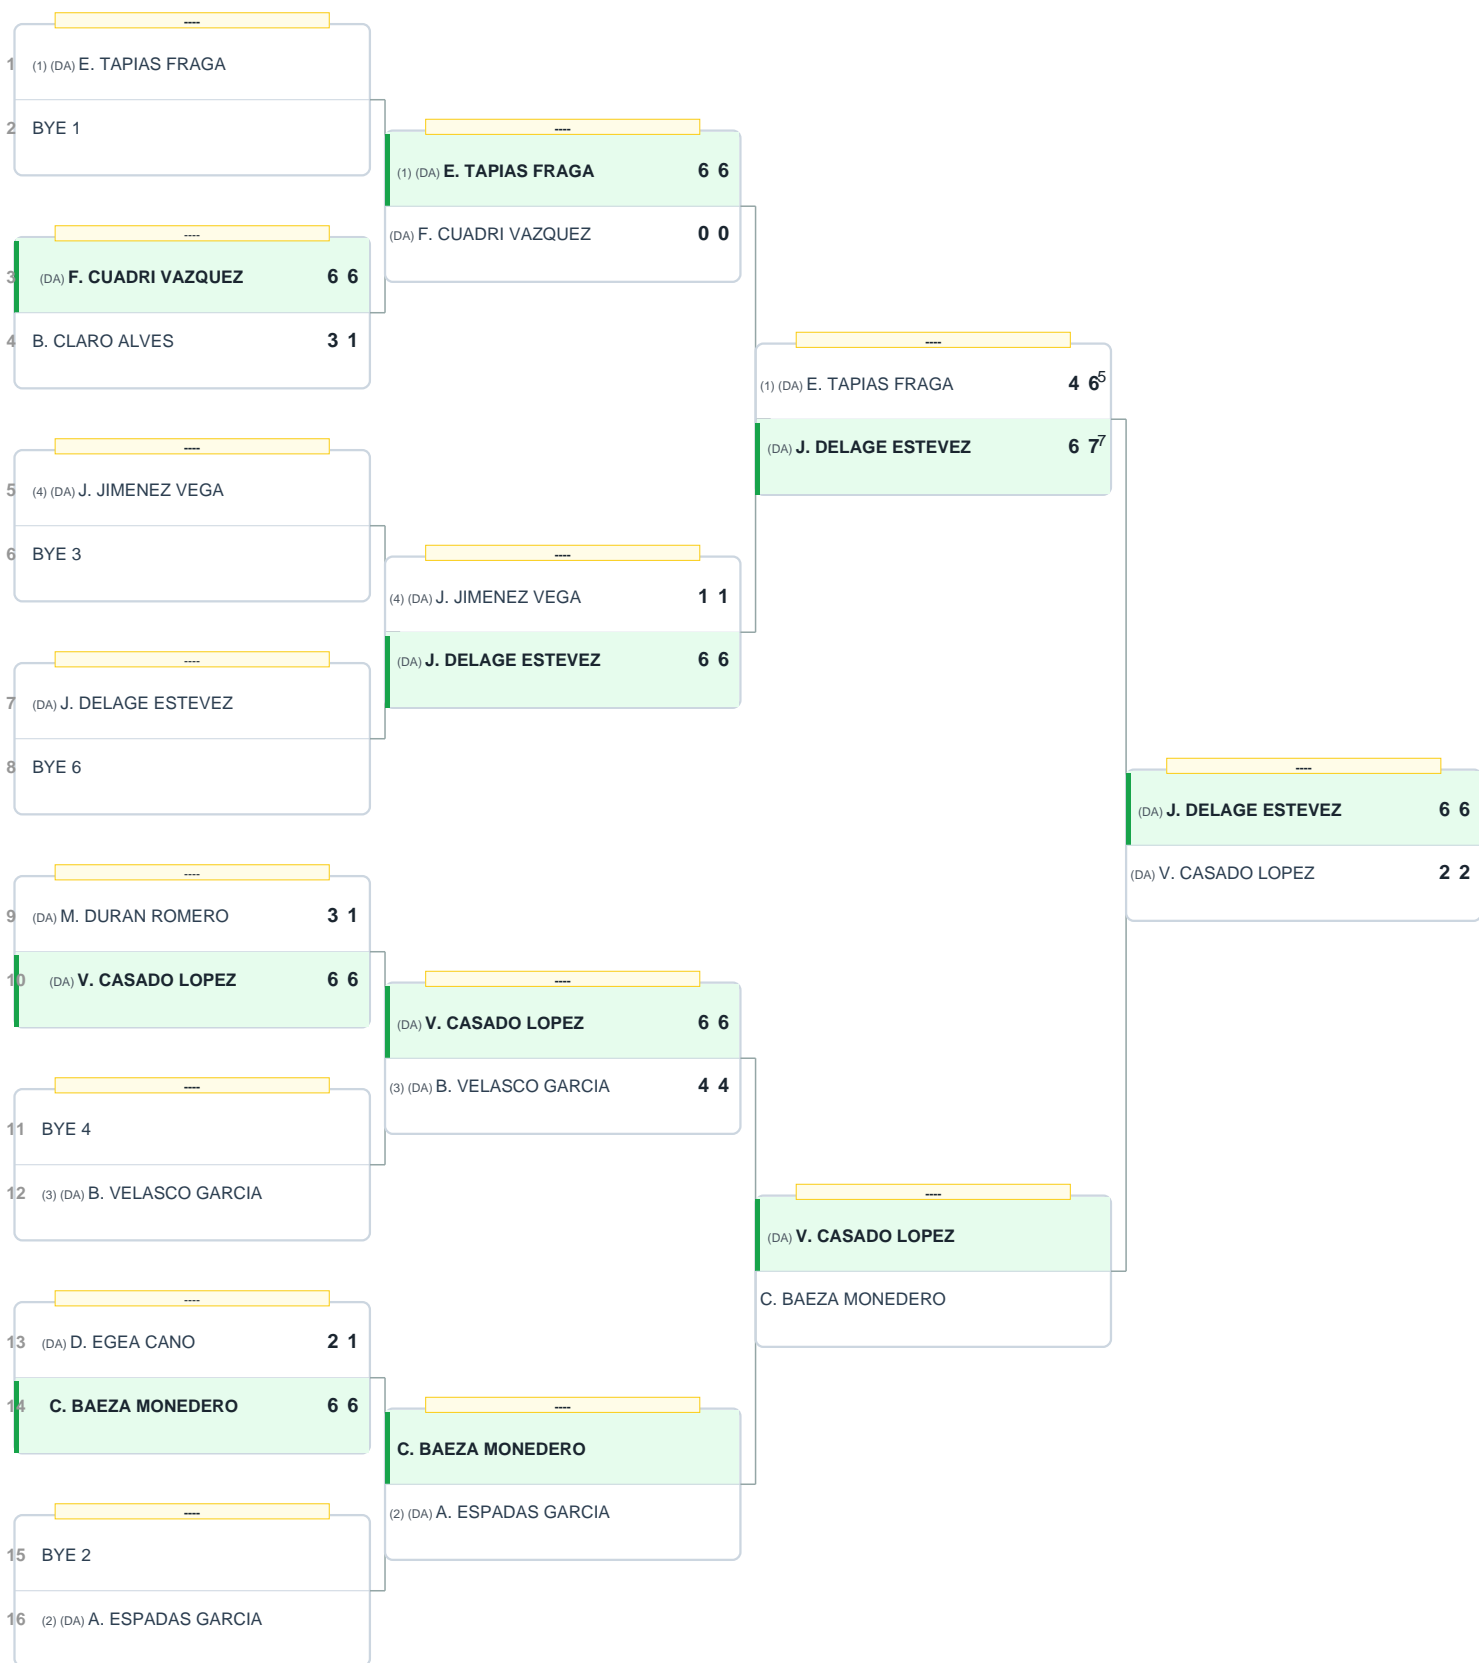 ----
1 (1) (DA) E. TAPIAS FRAGA
2 BYE 1
----
3 (DA) F. CUADRI VAZQUEZ 6 6
4 B. CLARO ALVES 3 1
----
5 (4) (DA) J. JIMENEZ VEGA
6 BYE 3
----
7 (DA) J. DELAGE ESTEVEZ
8 BYE 6
----
9 (DA) M. DURAN ROMERO 3 1
10 (DA) V. CASADO LOPEZ 6 6
----
11 BYE 4
12 (3) (DA) B. VELASCO GARCIA
----
13 (DA) D. EGEA CANO 2 1
14 C. BAEZA MONEDERO 6 6
----
15 BYE 2
16 (2) (DA) A. ESPADAS GARCIA
----
(1) (DA) E. TAPIAS FRAGA 6 6
(DA) F. CUADRI VAZQUEZ 0 0
----
(4) (DA) J. JIMENEZ VEGA 1 1
(DA) J. DELAGE ESTEVEZ 6 6
----
(DA) V. CASADO LOPEZ 6 6
(3) (DA) B. VELASCO GARCIA 4 4
----
C. BAEZA MONEDERO
(2) (DA) A. ESPADAS GARCIA
----
(1) (DA) E. TAPIAS FRAGA 4 6 5
(DA) J. DELAGE ESTEVEZ 6 7 7
----
(DA) V. CASADO LOPEZ
C. BAEZA MONEDERO
----
(DA) J. DELAGE ESTEVEZ 6 6
(DA) V. CASADO LOPEZ 2 2